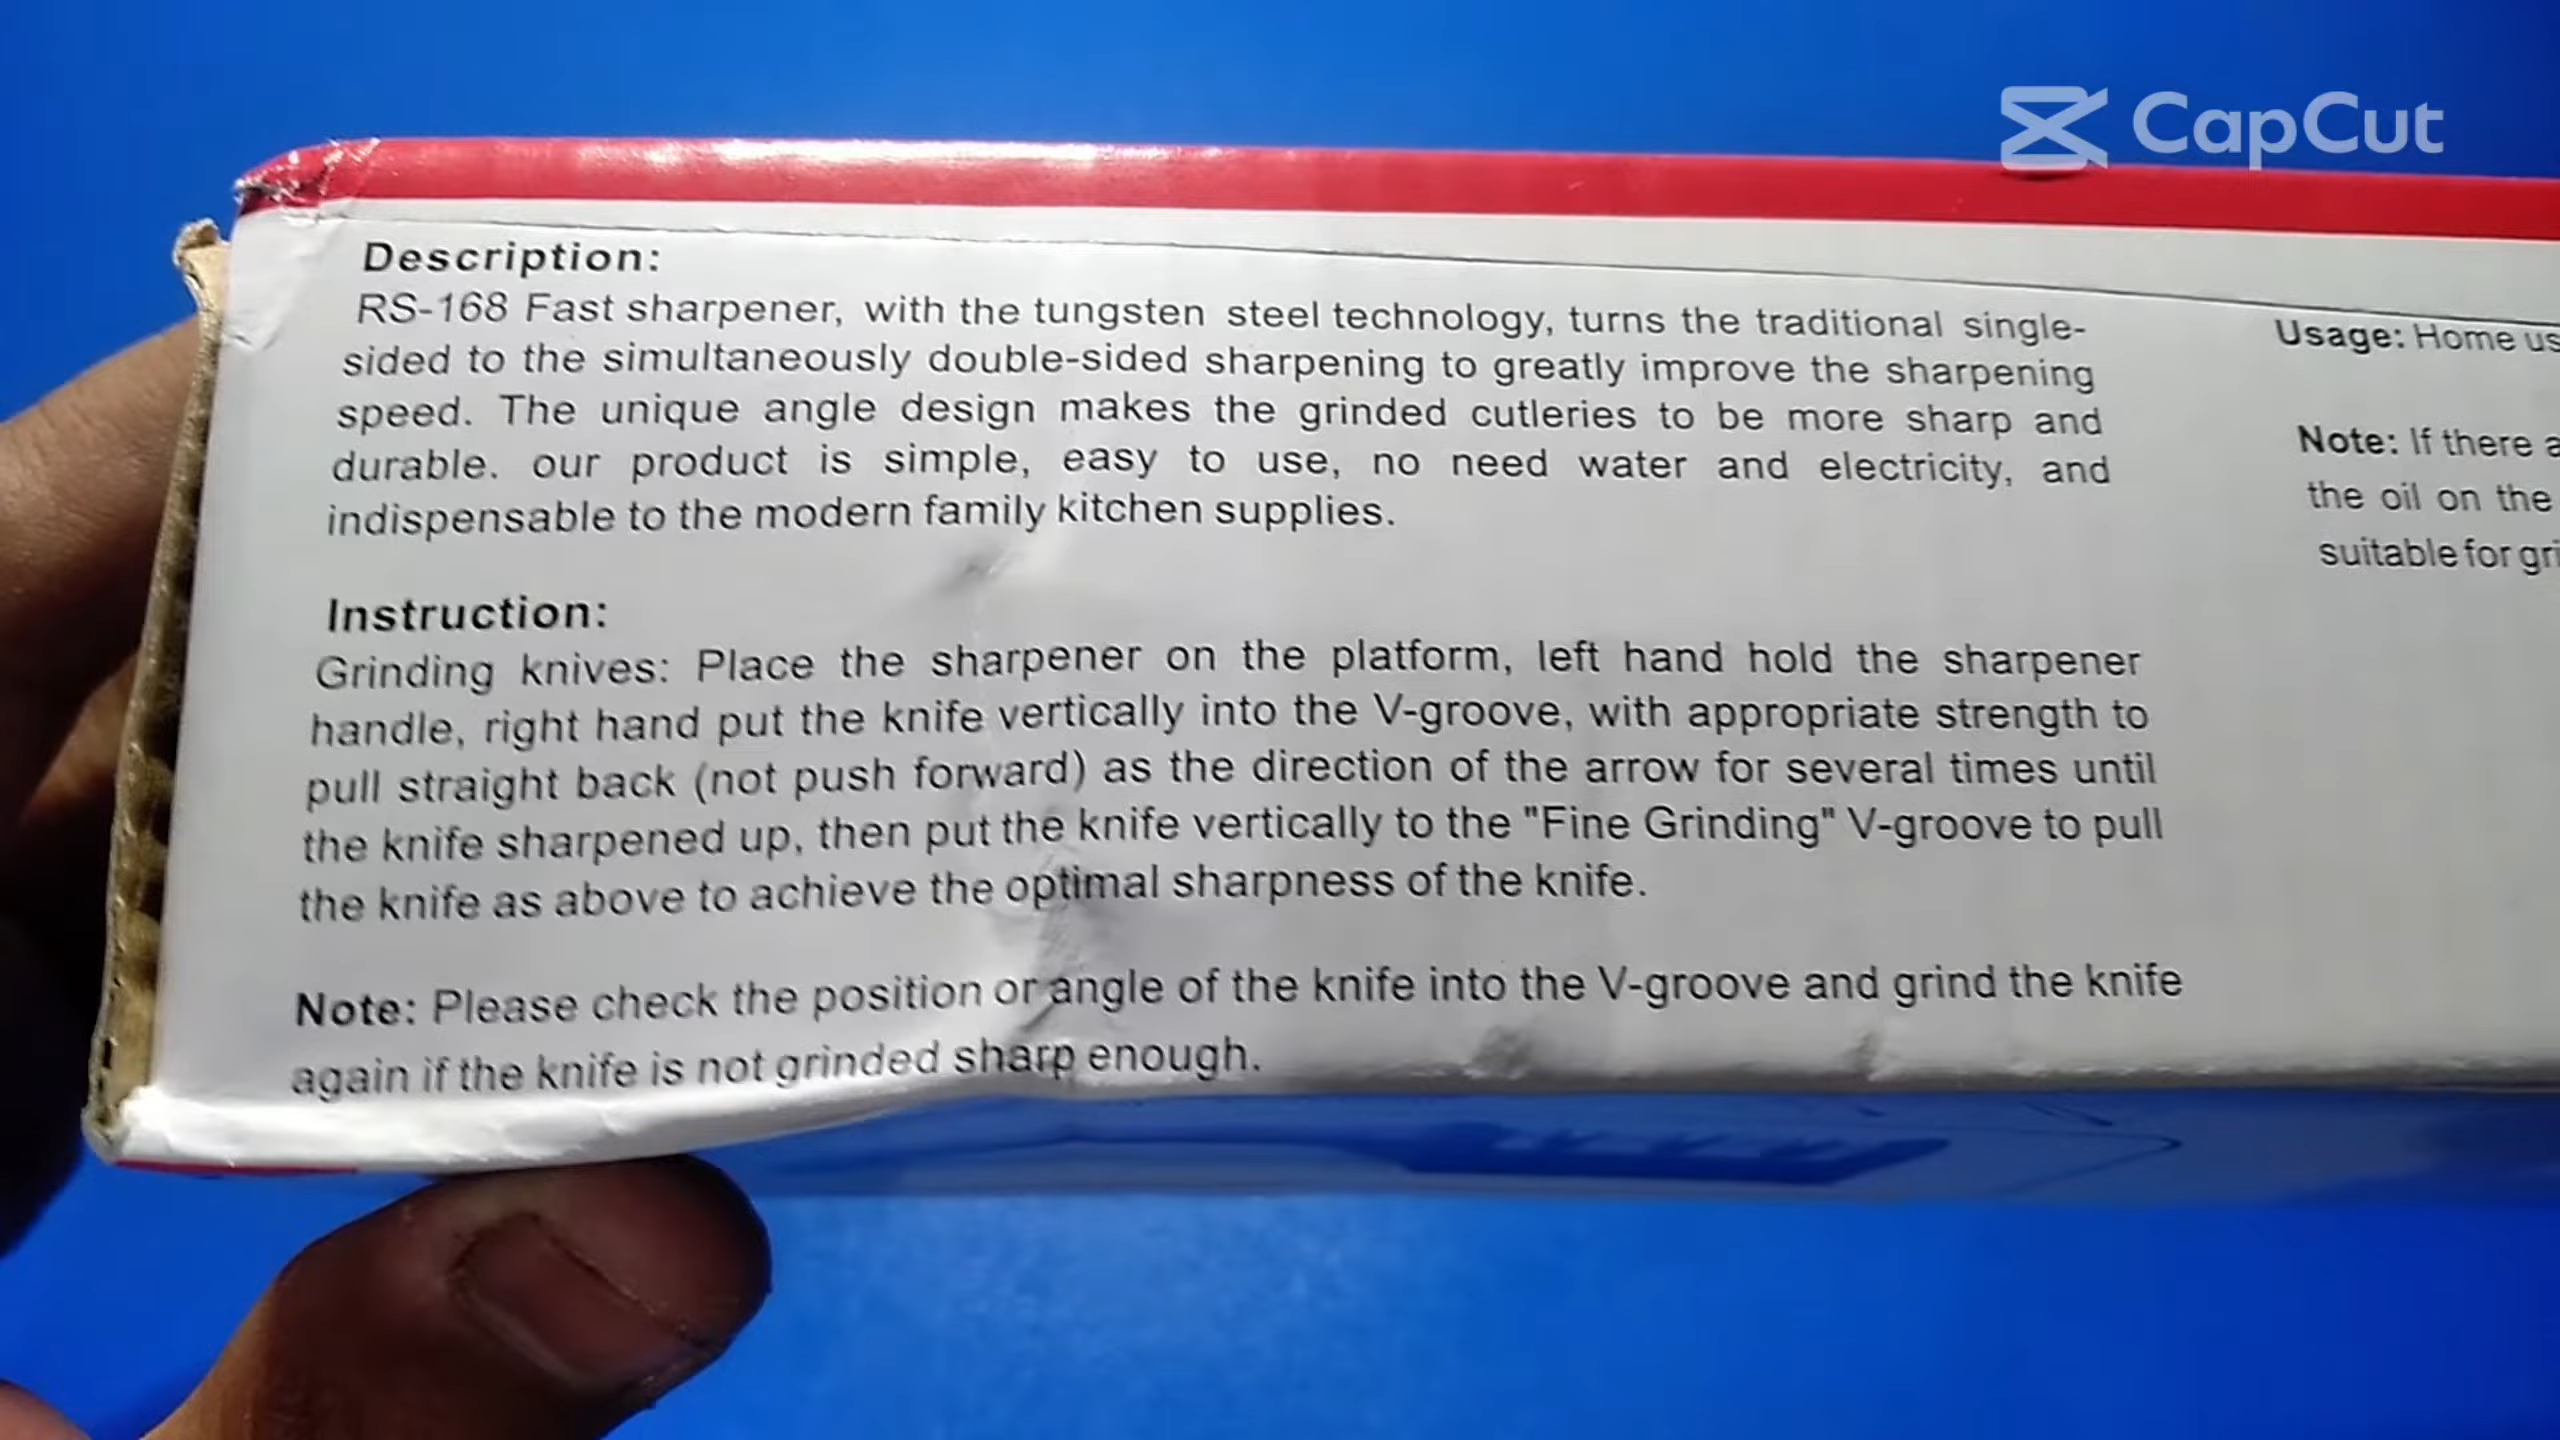 CapCut
Description:
RS-168 Fast sharpener, with the tungsten steel technology, turns the traditional single-
sided to the simultaneously double-sided sharpening to greatly improve the sharpening
speed. The unique angle design makes the grinded cutleries to be more sharp and
durable. our product is simple, easy to use, no need water and electricity, and
indispensable to the modern family kitchen supplies.
Instruction:
Grinding knives: Place the sharpener on the platform, left hand hold the sharpener
handle, right hand put the knife vertically into the V-groove, with appropriate strength to
pull straight back (not push forward) as the direction of the arrow for several times until
the knife sharpened up, then put the knife vertically to the "Fine Grinding" V-groove to pull
the knife as above to achieve the optimal sharpness of the knife.
Note: Please check the position or angle of the knife into the V-groove and grind the knife
again if the knife is not grinded sharp enough.
Usage: Home
Note: If there
the oil on the
suitable for